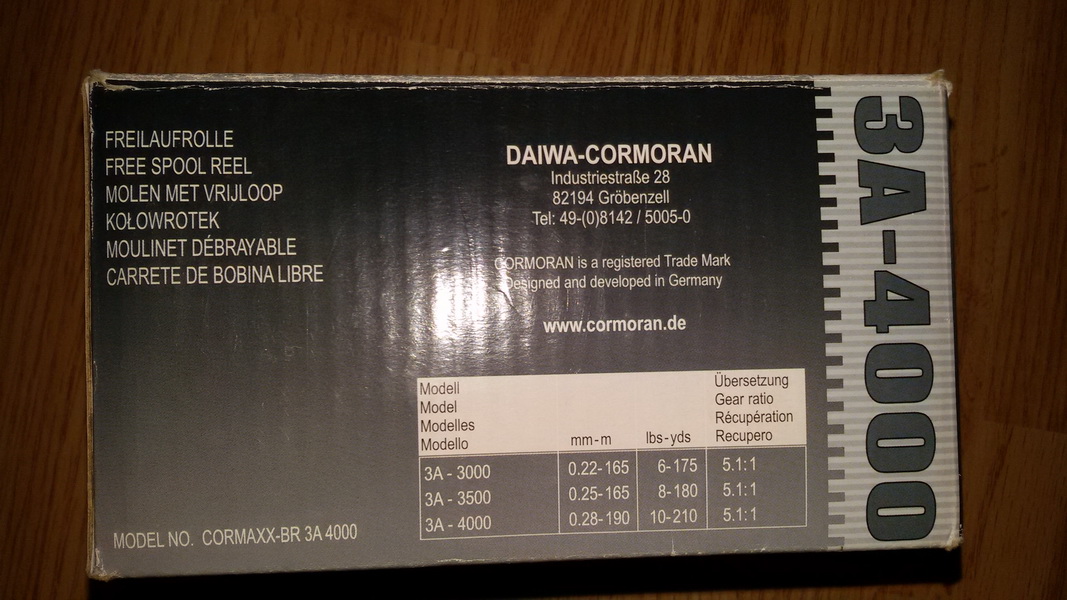 FREILAUFROLLE
FREE SPOOL REEL
MOLEN MET VRIJLOOP
KOŁOWROTEK
MOULINET DÉBRAYABLE
CARRETE DE BOBINA LIBRE
MODEL NO. CORMAXX-BR 3A 4000
DAIWA-CORMORAN
Industriestraße 28
82194 Gröbenzell
Tel: 49-(0)8142 / 5005-0
CORMORAN is a registered Trade Mark
Designed and developed in Germany
www.cormoran.de
Modell Übersetzung
Model Gear ratio
Modelles Récupération
Modello mm-m lbs-yds Recupero
3A - 3000 0.22-165 6-175 5.1:1
3A - 3500 0.25-165 8-180 5.1:1
3A - 4000 0.28-190 10-210 5.1:1
3A-4000